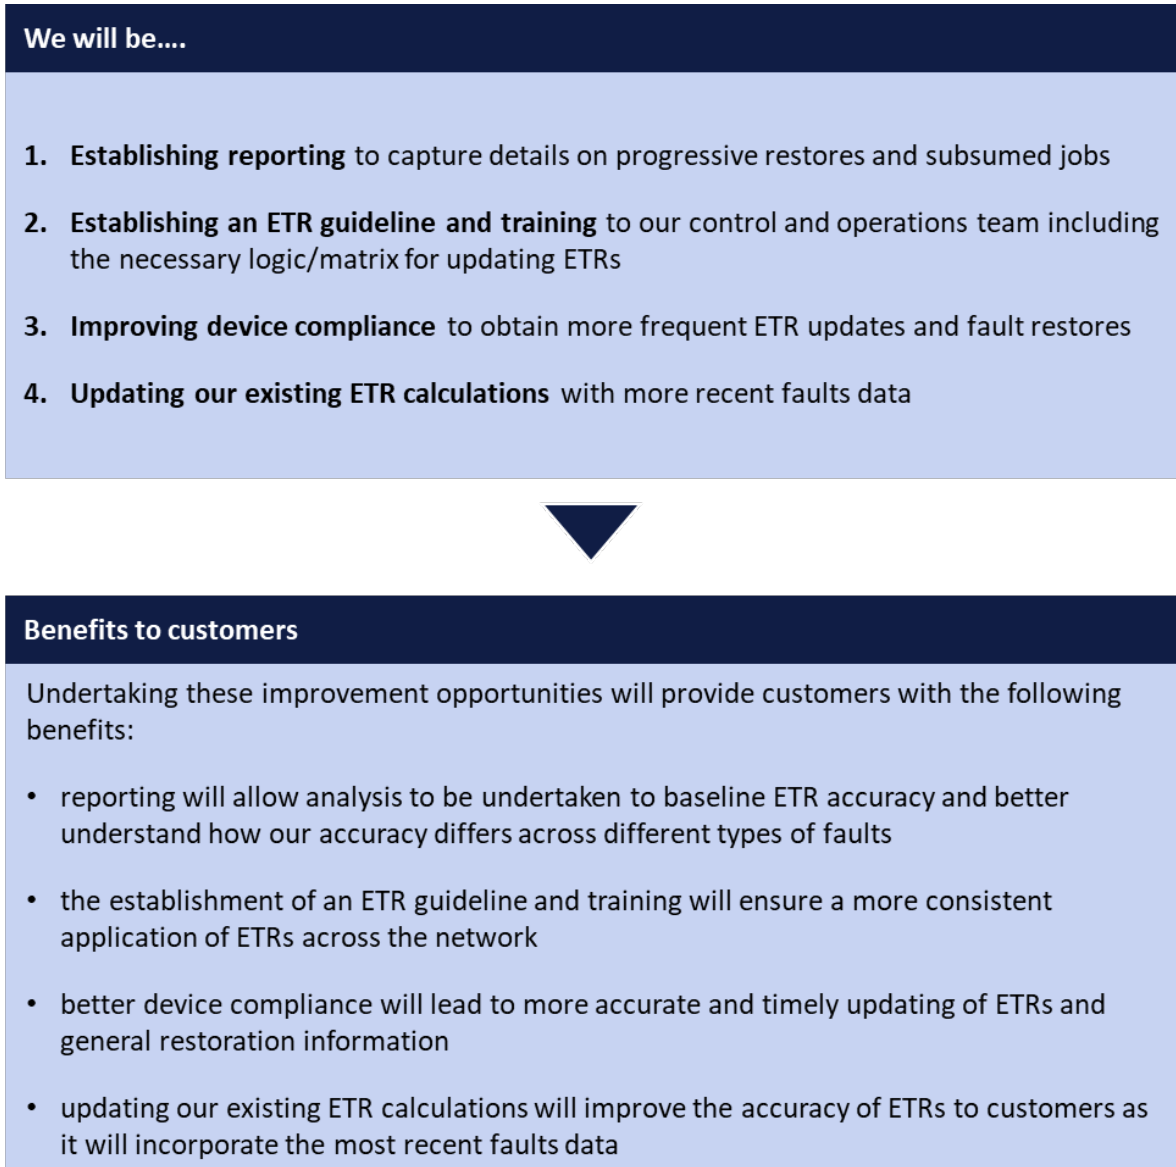 We will be....
1. Establishing reporting to capture details on progressive restores and subsumed jobs
2. Establishing an ETR guideline and training to our control and operations team including
the necessary logic/matrix for updating ETRs
3. Improving device compliance to obtain more frequent ETR updates and fault restores
4. Updating our existing ETR calculations with more recent faults data
Benefits to customers
Undertaking these improvement opportunities will provide customers with the following
benefits:
• reporting will allow analysis to be undertaken to baseline ETR accuracy and better
understand how our accuracy differs across different types of faults
• the establishment of an ETR guideline and training will ensure a more consistent
application of ETRs across the network
• better device compliance will lead to more accurate and timely updating of ETRs and
general restoration information
• updating our existing ETR calculations will improve the accuracy of ETRs to customers as
it will incorporate the most recent faults data